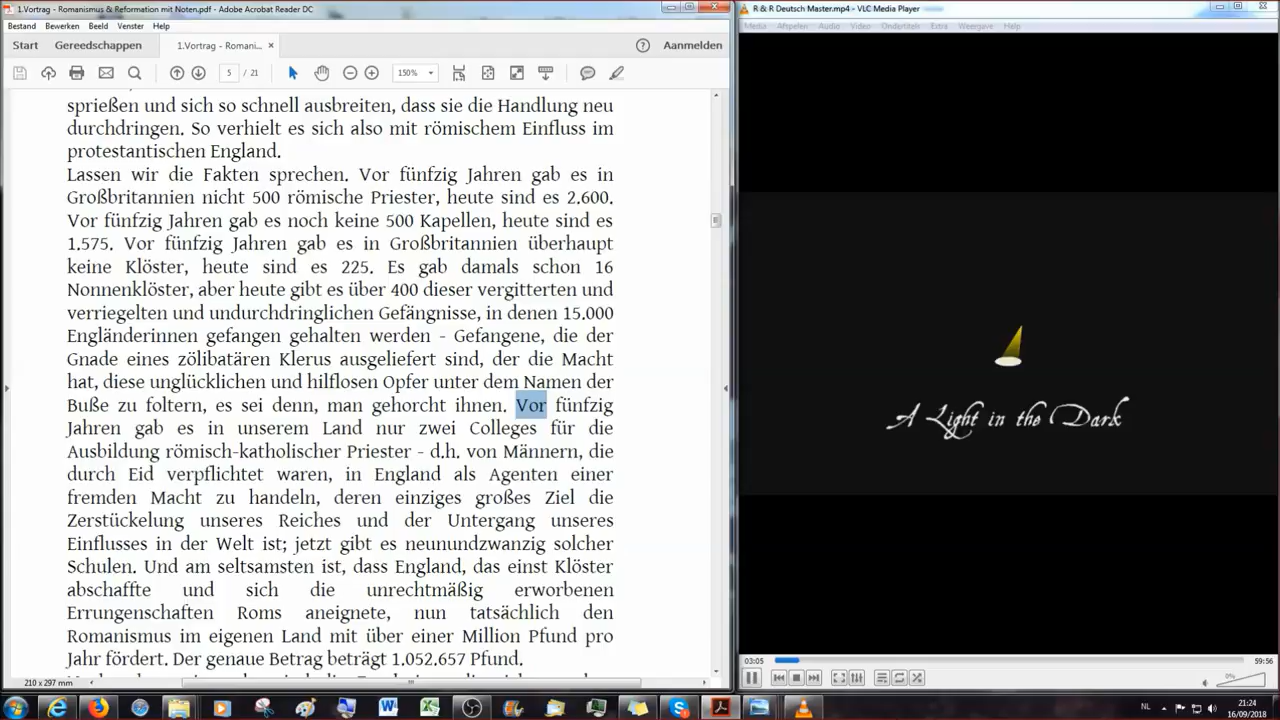 1.Vortrag - Romanismus & Reformation mit Noten.pdf - Adobe Acrobat Reader DC
Bestand Bewerken Beeld Venster Help
Start Gereedschappen 1.Vortrag - Romani... × Aanmelden
5 / 21 150%
sprießen und sich so schnell ausbreiten, dass sie die Handlung neu
durchdringen. So verhielt es sich also mit römischem Einfluss im
protestantischen England.
Lassen wir die Fakten sprechen. Vor fünfzig Jahren gab es in
Großbritannien nicht 500 römische Priester, heute sind es 2.600.
Vor fünfzig Jahren gab es noch keine 500 Kapellen, heute sind es
1.575. Vor fünfzig Jahren gab es in Großbritannien überhaupt
keine Klöster, heute sind es 225. Es gab damals schon 16
Nonnenklöster, aber heute gibt es über 400 dieser vergitterten und
verriegelten und undurchdringlichen Gefängnisse, in denen 15.000
Engländerinnen gefangen gehalten werden - Gefangene, die der
Gnade eines zölibatären Klerus ausgeliefert sind, der die Macht
hat, diese unglücklichen und hilflosen Opfer unter dem Namen der
Buße zu foltern, es sei denn, man gehorcht ihnen. Vor fünfzig
Jahren gab es in unserem Land nur zwei Colleges für die
Ausbildung römisch-katholischer Priester - d.h. von Männern, die
durch Eid verpflichtet waren, in England als Agenten einer
fremden Macht zu handeln, deren einziges großes Ziel die
Zerstückelung unseres Reiches und der Untergang unseres
Einflusses in der Welt ist; jetzt gibt es neunundzwanzig solcher
Schulen. Und am seltsamsten ist, dass England, das einst Klöster
abschaffte und sich die unrechtmäßig erworbenen
Errungenschaften Roms aneignete, nun tatsächlich den
Romanismus im eigenen Land mit über einer Million Pfund pro
Jahr fördert. Der genaue Betrag beträgt 1.052.657 Pfund.
210 x 297 mm
R & R Deutsch Master.mp4 - VLC Media Player
Media Afspelen Audio Video Ondertitels Extra Weergave Help
A Light in the Dark
03:05 59:56
0%
NL 21:24
16/09/2018